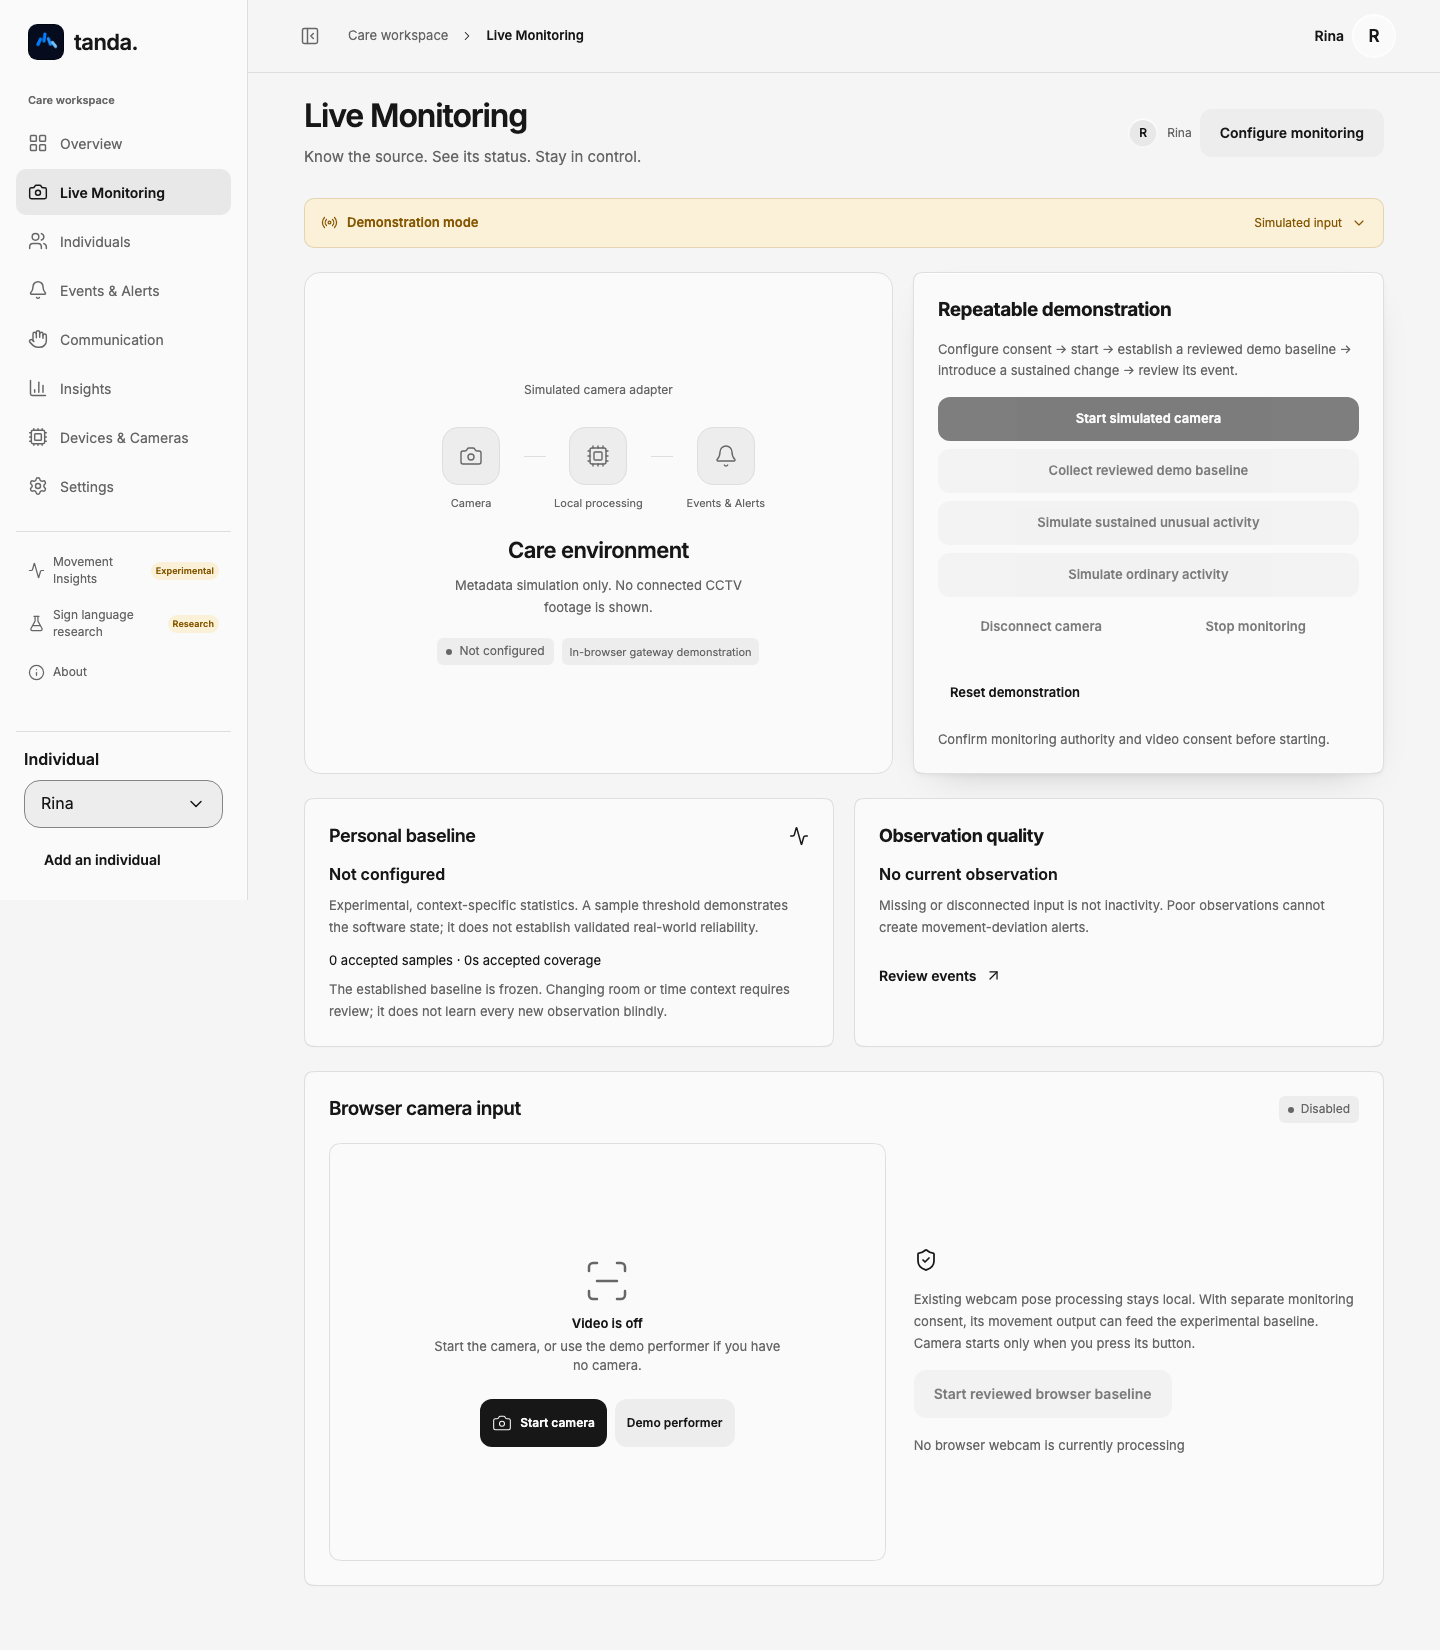 tanda.
Care workspace
Overview
Live Monitoring
Individuals
Events & Alerts
Communication
Insights
Devices & Cameras
Settings
Movement
Insights
Experimental
Sign language
research
Research
About
Individual
Rina
Add an individual
Care workspace
Live Monitoring
Rina
R
Live Monitoring
Know the source. See its status. Stay in control.
R
Rina
Configure monitoring
Demonstration mode
Simulated input
Simulated camera adapter
Camera
Local processing
Events & Alerts
Care environment
Metadata simulation only. No connected CCTV
footage is shown.
Not configured
In-browser gateway demonstration
Repeatable demonstration
Configure consent → start → establish a reviewed demo baseline →
introduce a sustained change → review its event.
Start simulated camera
Collect reviewed demo baseline
Simulate sustained unusual activity
Simulate ordinary activity
Disconnect camera
Stop monitoring
Reset demonstration
Confirm monitoring authority and video consent before starting.
Personal baseline
Not configured
Experimental, context-specific statistics. A sample threshold demonstrates
the software state; it does not establish validated real-world reliability.
0 accepted samples · 0s accepted coverage
The established baseline is frozen. Changing room or time context requires
review; it does not learn every new observation blindly.
Observation quality
No current observation
Missing or disconnected input is not inactivity. Poor observations cannot
create movement-deviation alerts.
Review events
Browser camera input
Disabled
Video is off
Start the camera, or use the demo performer if you have
no camera.
Start camera
Demo performer
Existing webcam pose processing stays local. With separate monitoring
consent, its movement output can feed the experimental baseline.
Camera starts only when you press its button.
Start reviewed browser baseline
No browser webcam is currently processing